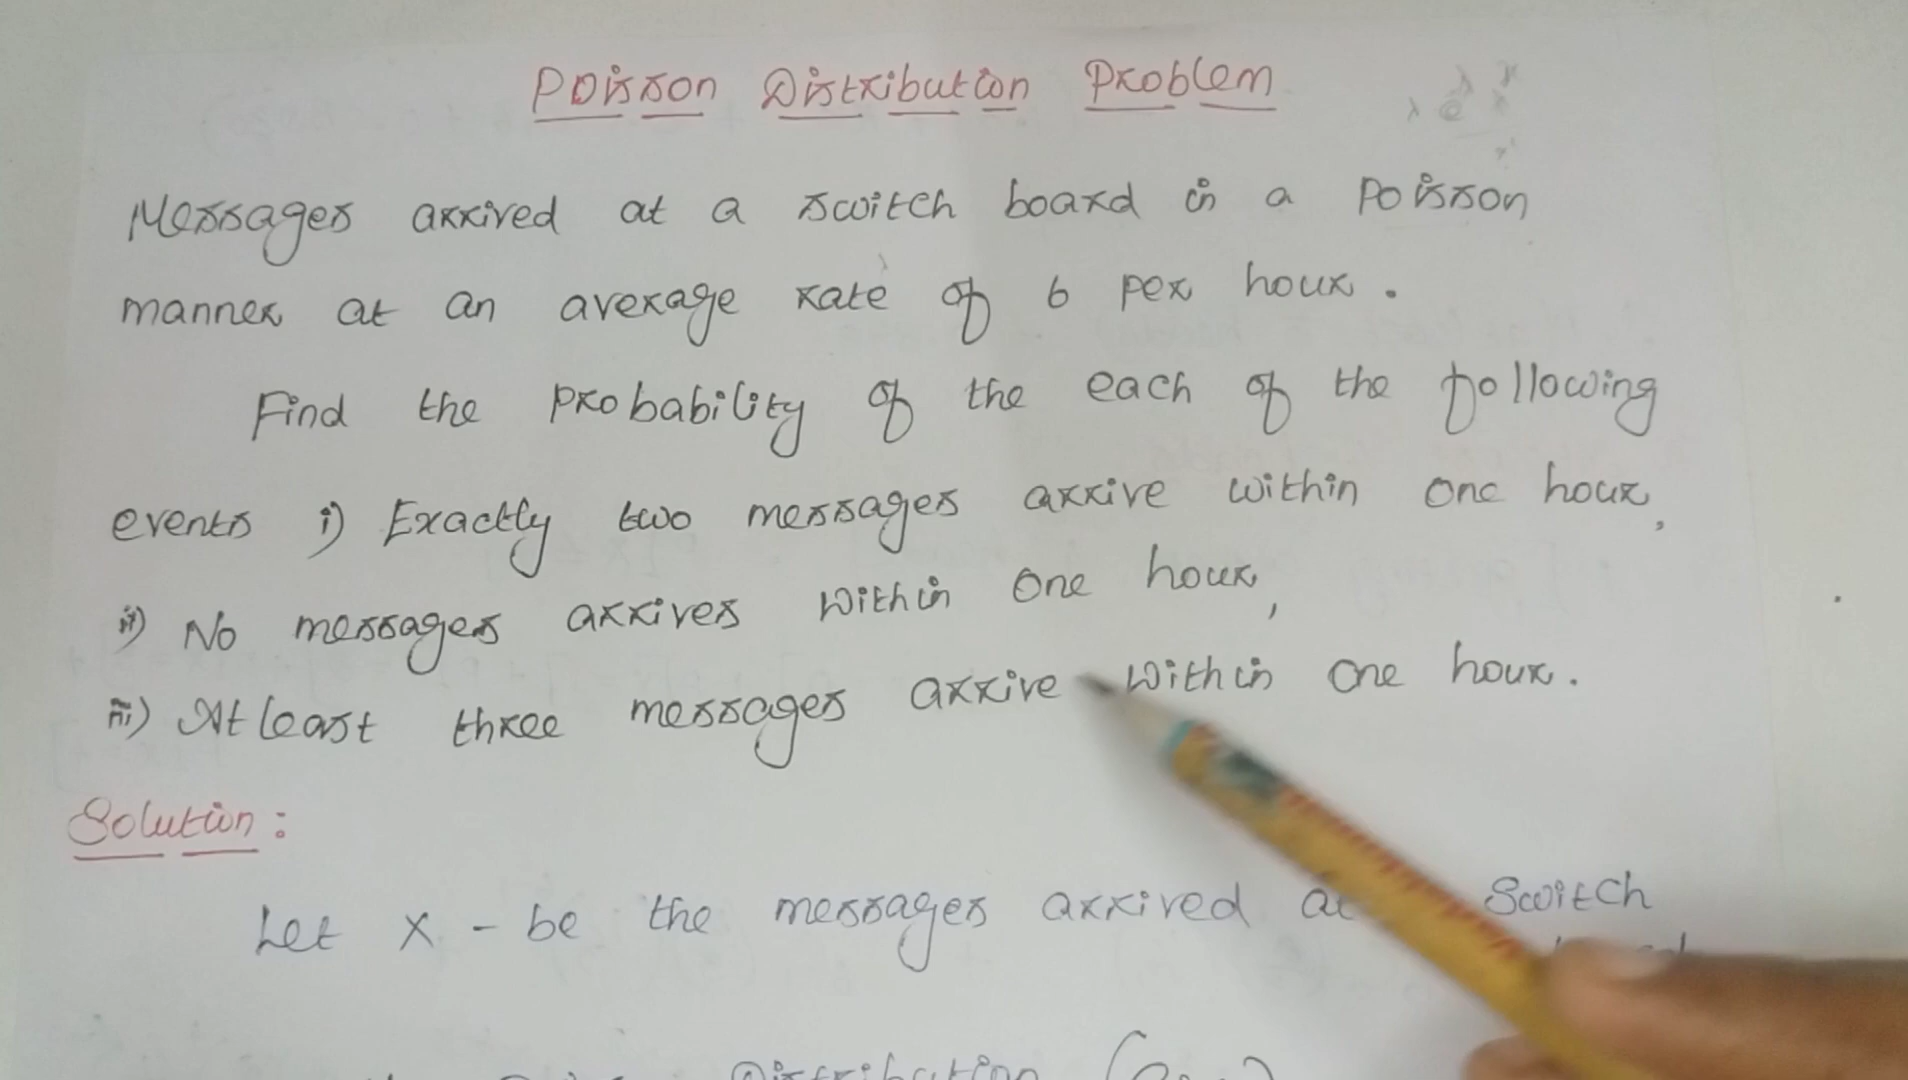 Poisson Distribution Problem
Messages arrived at a switch board in a Poisson
manner at an average rate of 6 per hour.
Find the Probability of the each of the following
events i) Exactly two messages arrive within one hour,
ii) No messages arrives within one hour,
iii) Atleast three messages arrive within one hour.
Solution:
Let X - be the messages arrived switch
Distribution